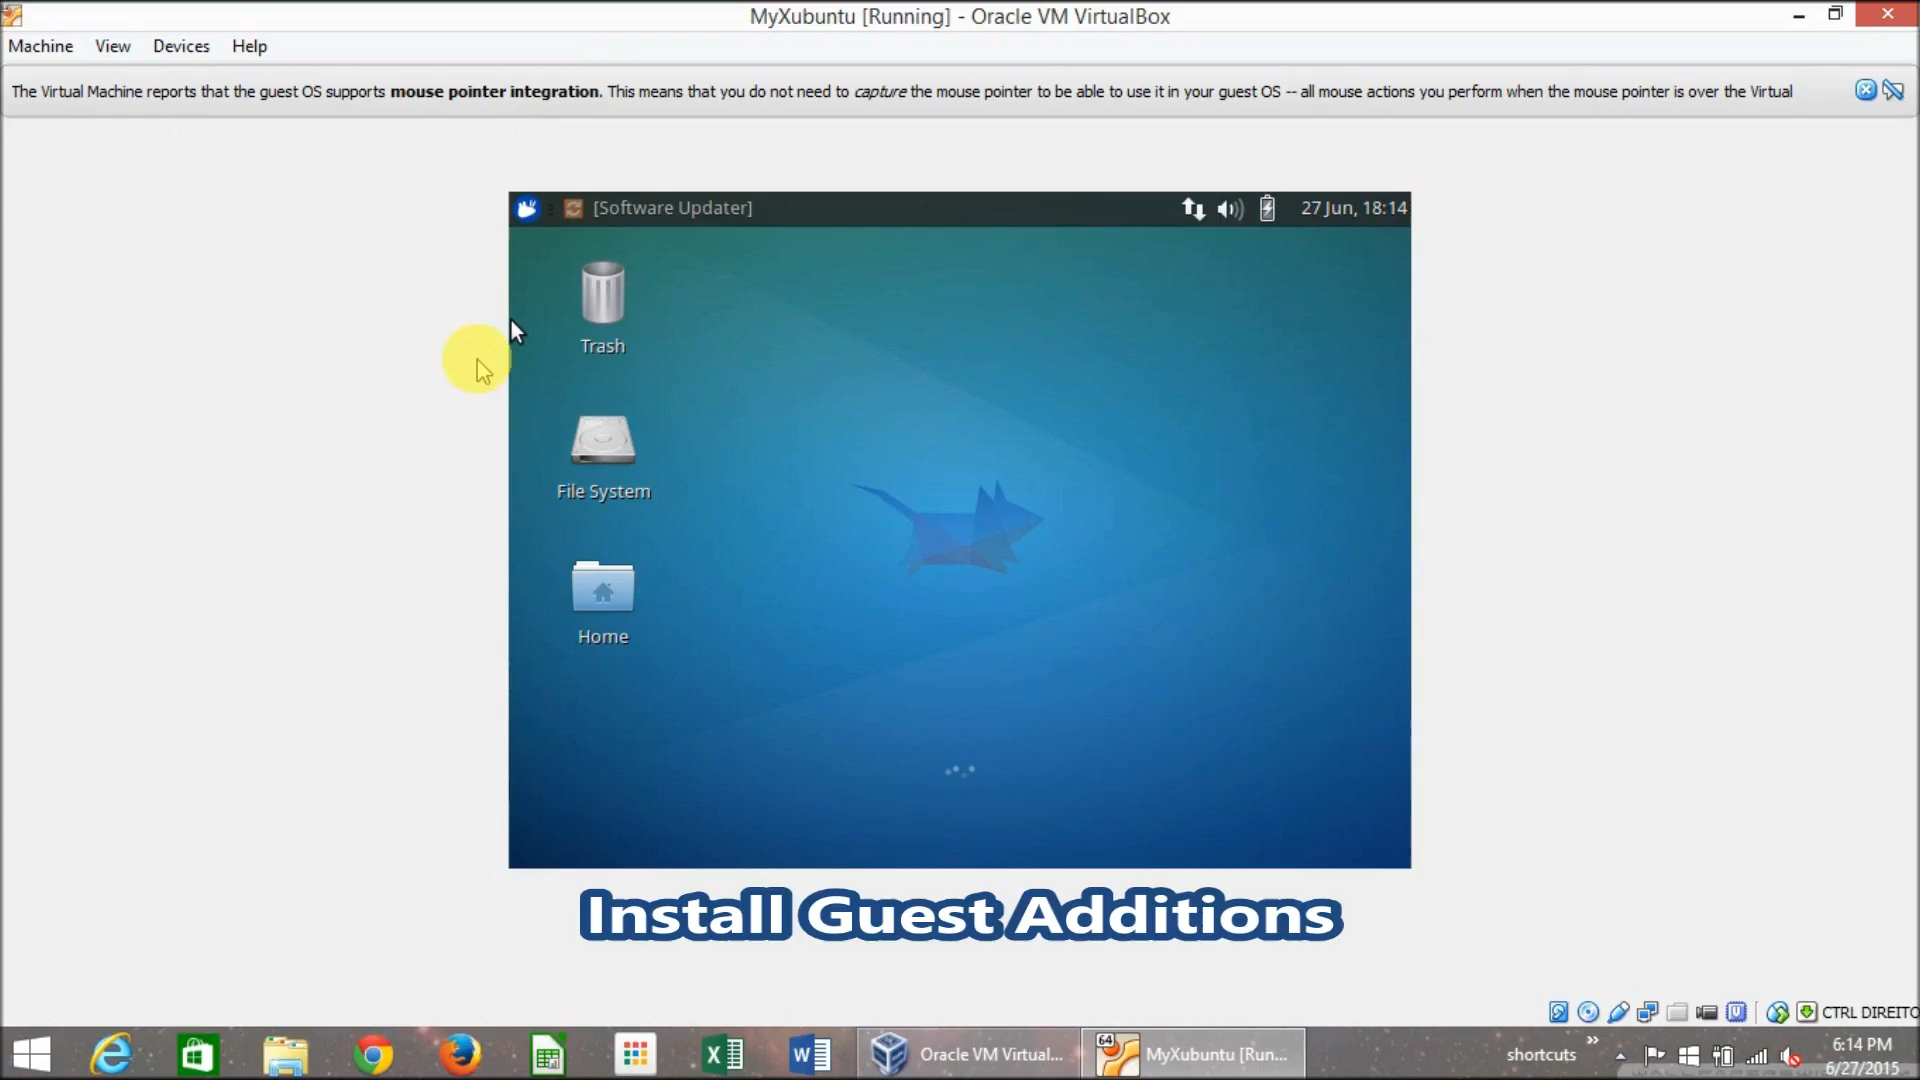 MyXubuntu [Running] - Oracle VM VirtualBox
Machine View Devices Help
The Virtual Machine reports that the guest OS supports mouse pointer integration. This means that you do not need to capture the mouse pointer to be able to use it in your guest OS -- all mouse actions you perform when the mouse pointer is over the Virtual
[Software Updater] 27 Jun, 18:14
Trash
File System
Home
Install Guest Additions
CTRL DIREITO
64
Oracle VM Virtual... MyXubuntu [Run... shortcuts 6:14 PM
6/27/2015